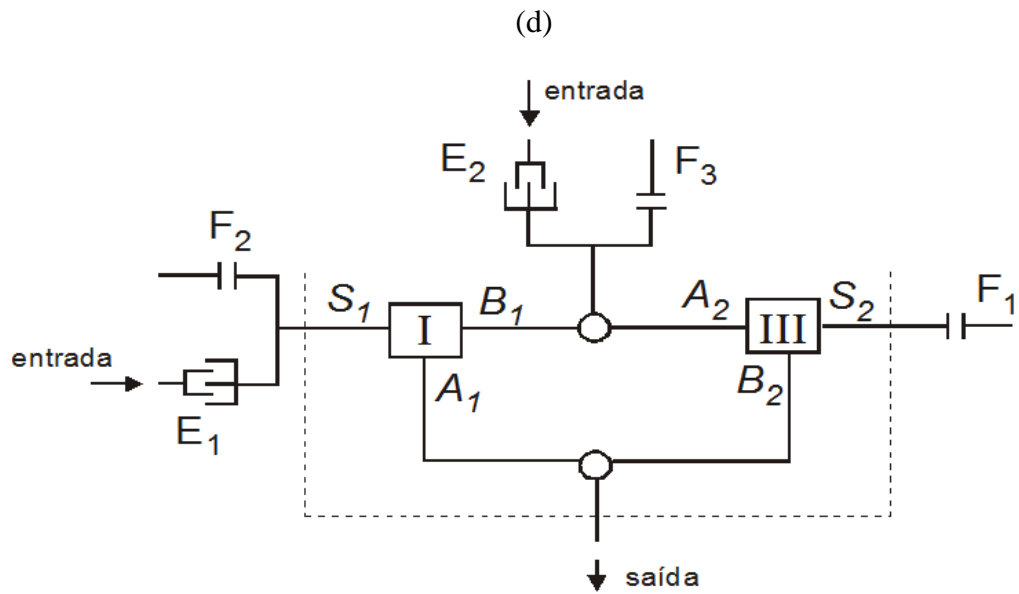 (d)
entrada
E2
F3
F2
S1
I
B1
A2
III
S2
F1
entrada
E1
A1
B2
saída